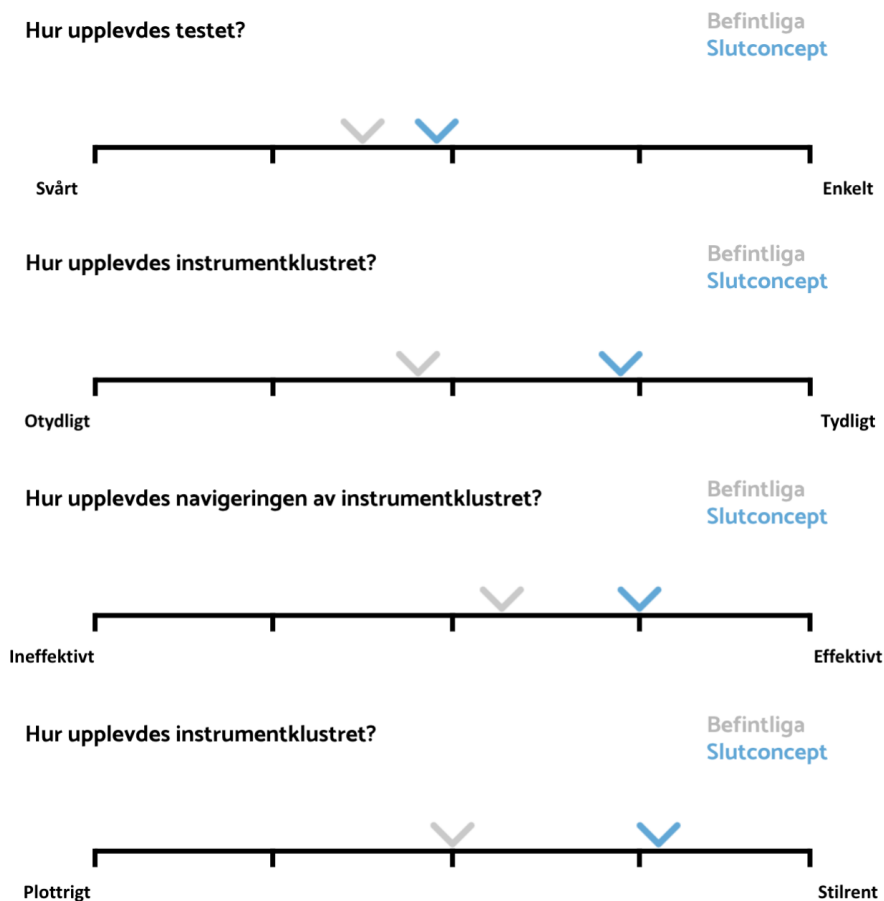 Hur upplevdes testet?
Befintliga
Slutconcept
Svårt
Enkelt
Hur upplevdes instrumentklustret?
Befintliga
Slutconcept
Otydligt
Tydligt
Hur upplevdes navigeringen av instrumentklustret?
Befintliga
Slutconcept
Ineffektivt
Effektivt
Hur upplevdes instrumentklustret?
Befintliga
Slutconcept
Plottrigt
Stilrent